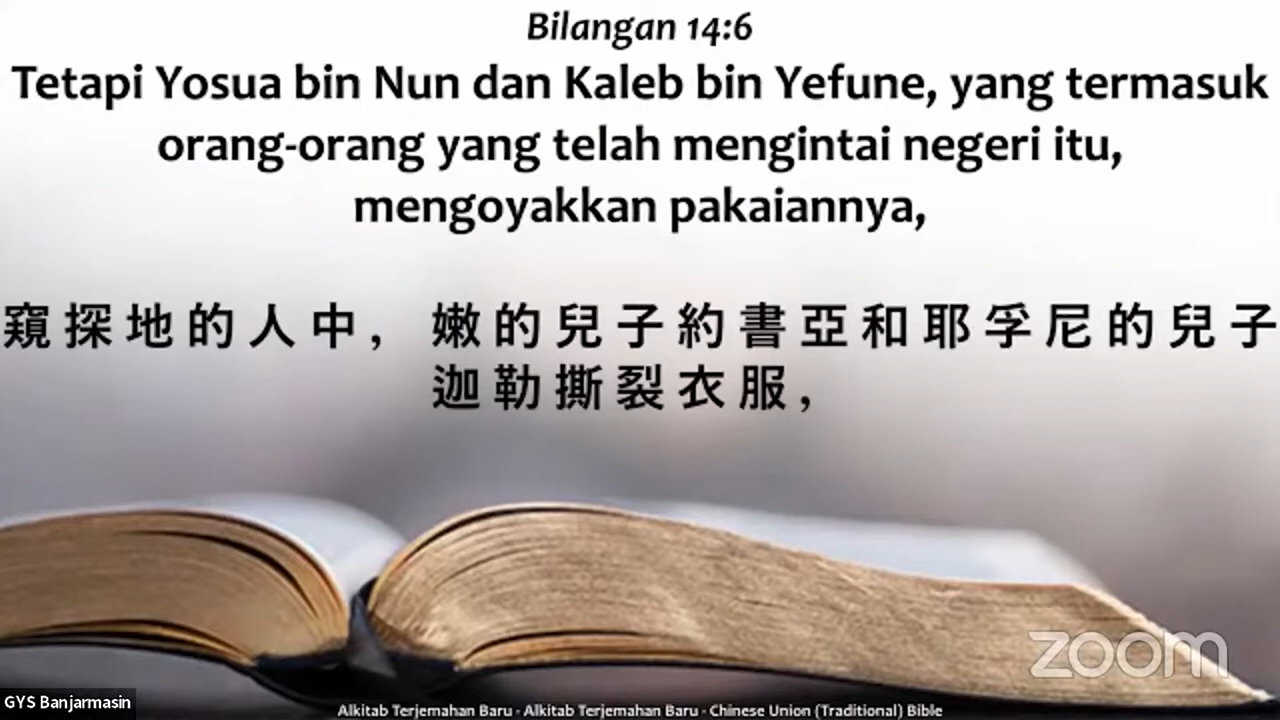 Bilangan 14:6
Tetapi Yosua bin Nun dan Kaleb bin Yefune, yang termasuk
orang-orang yang telah mengintai negeri itu,
mengoyakkan pakaiannya,
窺探地的人中, 嫩的兒子約書亞和耶孚尼的兒子
迦勒撕裂衣服,
zoom
GYS Banjarmasin
Alkitab Terjemahan Baru - Alkitab Terjemahan Baru - Chinese Union (Traditional) Bible